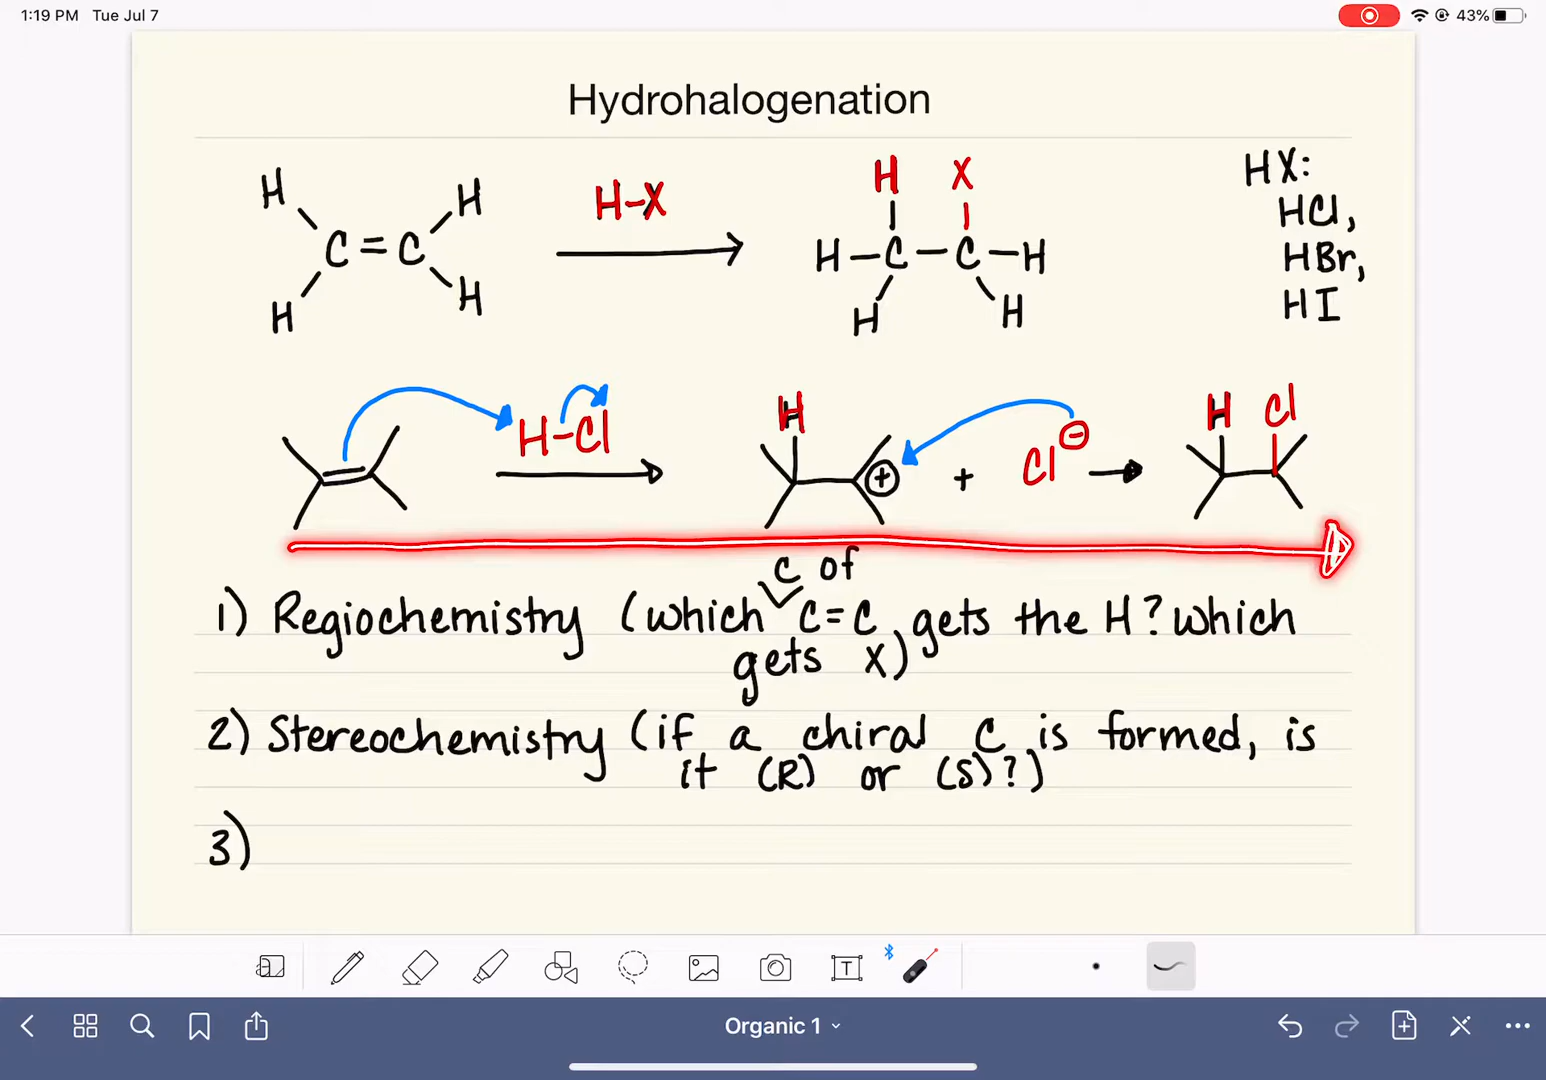 1:19 PM Tue Jul 7
43%
Hydrohalogenation
H H H-X H X HX:
C=C H-C-C-H HCl,
H H H H HBr,
HI
H-Cl H + Cl⊖ H Cl
⊕ +
C of
1) Regiochemistry (which C=C gets the H? which
gets X)
2) Stereochemistry (if a chiral C is formed, is
it (R) or (S)?)
3)
T
Organic 1